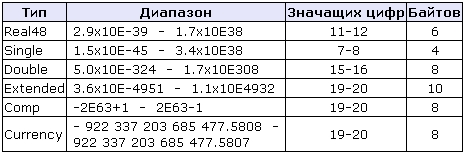 Тип Диапазон Значащих цифр Байтов
Real48 2.9x10E-39 - 1.7x10E38 11-12 6
Single 1.5x10E-45 - 3.4x10E38 7-8 4
Double 5.0x10E-324 - 1.7x10E308 15-16 8
Extended 3.6x10E-4951 - 1.1x10E4932 19-20 10
Comp -2E63+1 - 2E63-1 19-20 8
Currency - 922 337 203 685 477.5808 - 19-20 8
922 337 203 685 477.5807